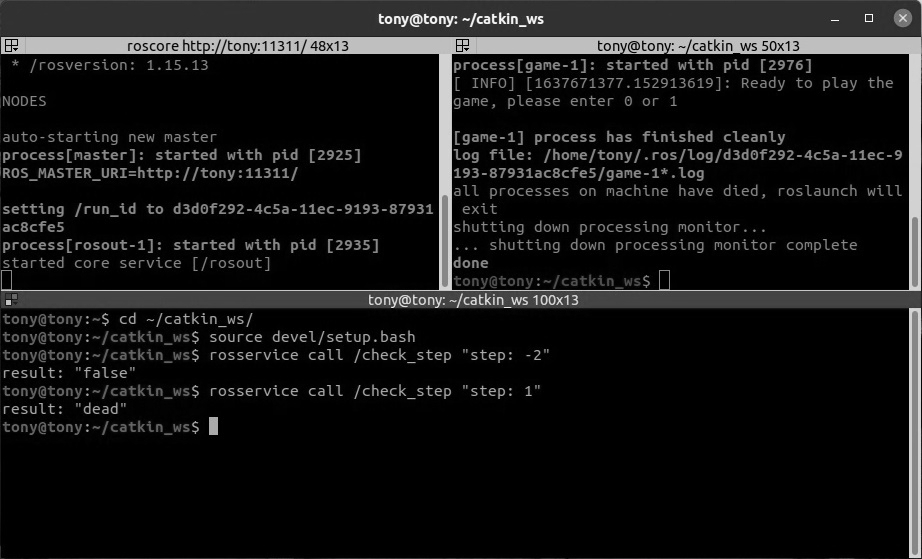 tony@tony: ~/catkin_ws
roscore http://tony:11311/ 48x13
* /rosversion: 1.15.13
NODES
auto-starting new master
process[master]: started with pid [2925]
ROS_MASTER_URI=http://tony:11311/
setting /run_id to d3d0f292-4c5a-11ec-9193-87931
ac8cfe5
process[rosout-1]: started with pid [2935]
started core service [/rosout]
tony@tony: ~/catkin_ws 50x13
process[game-1]: started with pid [2976]
[ INFO] [1637671377.152913619]: Ready to play the
game, please enter 0 or 1
[game-1] process has finished cleanly
log file: /home/tony/.ros/log/d3d0f292-4c5a-11ec-9
193-87931ac8cfe5/game-1*.log
all processes on machine have died, roslaunch will
exit
shutting down processing monitor...
... shutting down processing monitor complete
done
tony@tony:~/catkin_ws$
tony@tony: ~/catkin_ws 100x13
tony@tony:~$ cd ~/catkin_ws/
tony@tony:~/catkin_ws$ source devel/setup.bash
tony@tony:~/catkin_ws$ rosservice call /check_step "step: -2"
result: "false"
tony@tony:~/catkin_ws$ rosservice call /check_step "step: 1"
result: "dead"
tony@tony:~/catkin_ws$